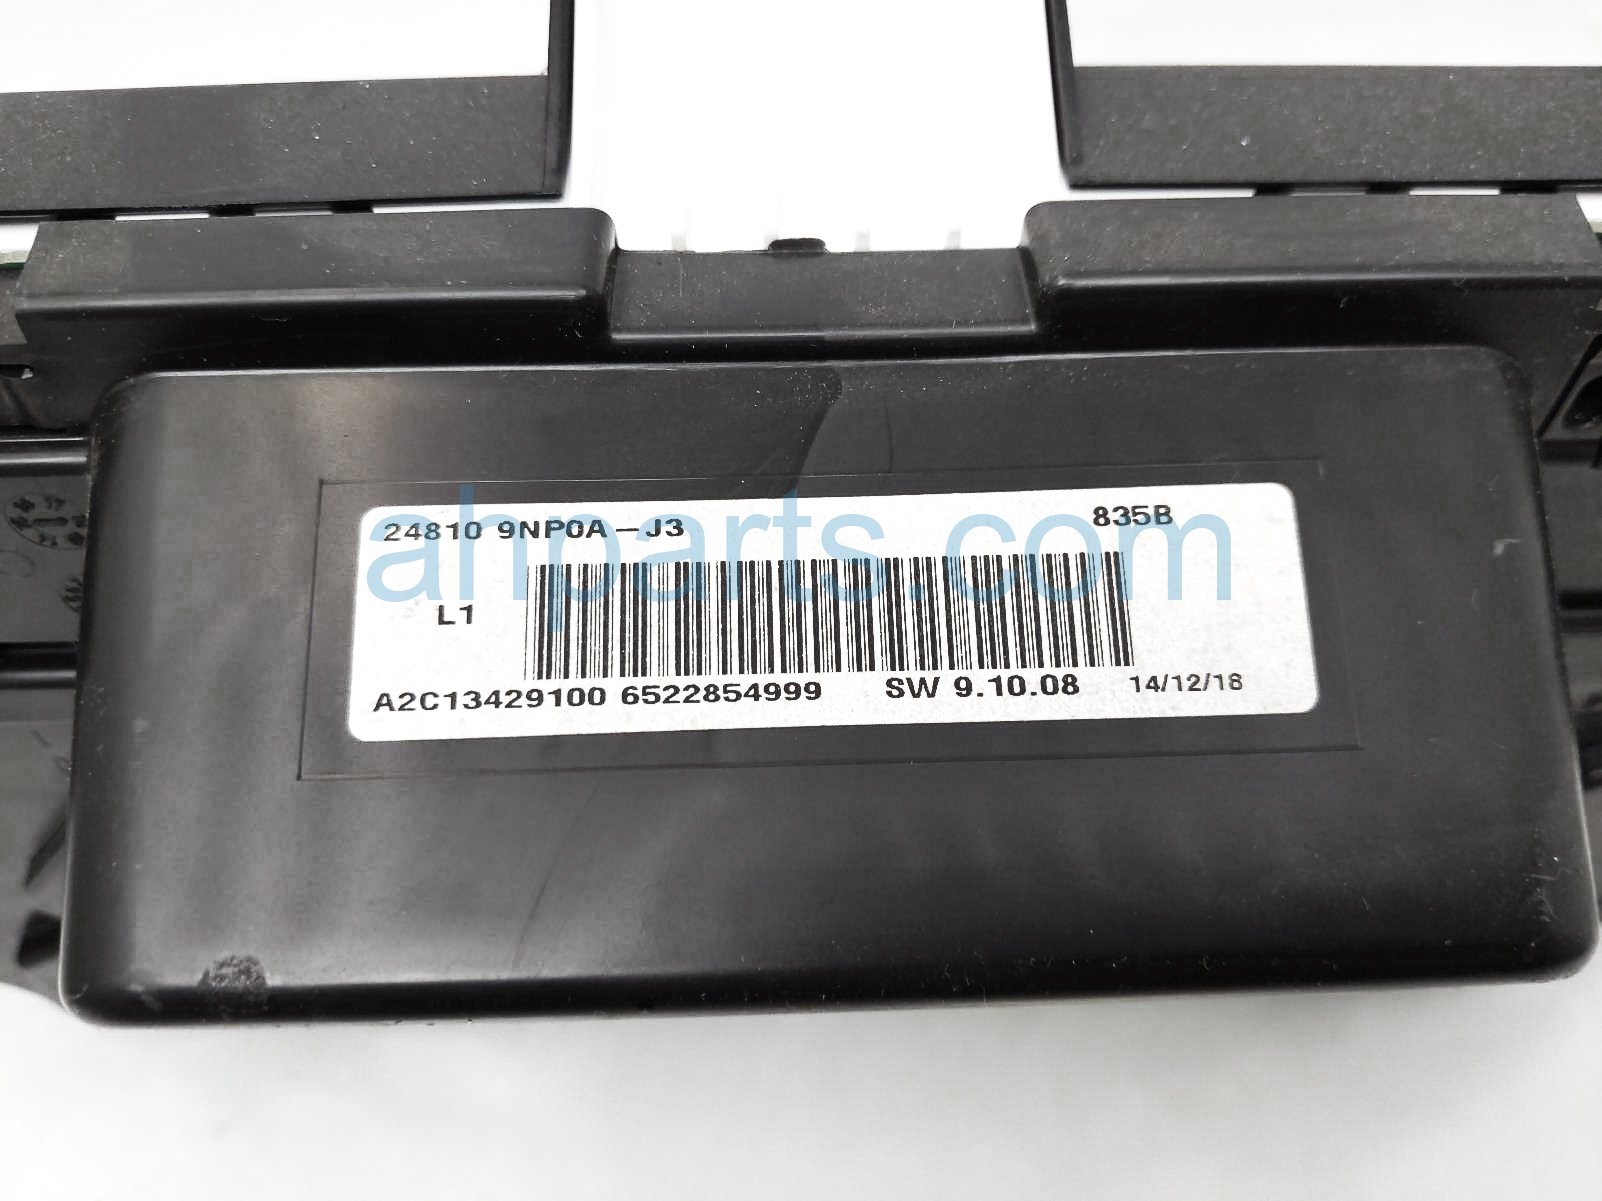 24810 9NP0A-J3 835B
L1
A2C13429100 6522854999 SW 9.10.08 14/12/18
ahparts.com